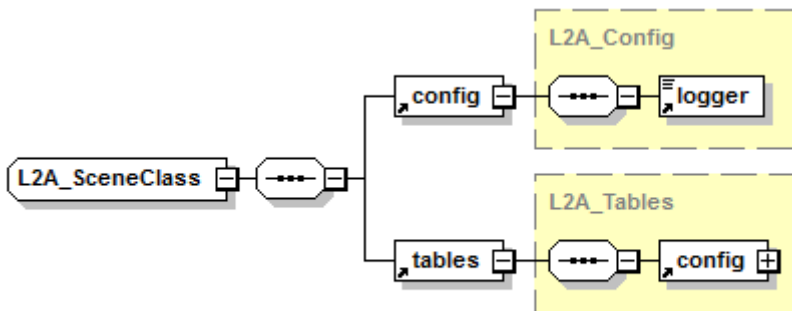 L2A_Config
config
logger
L2A_SceneClass
L2A_Tables
tables
config